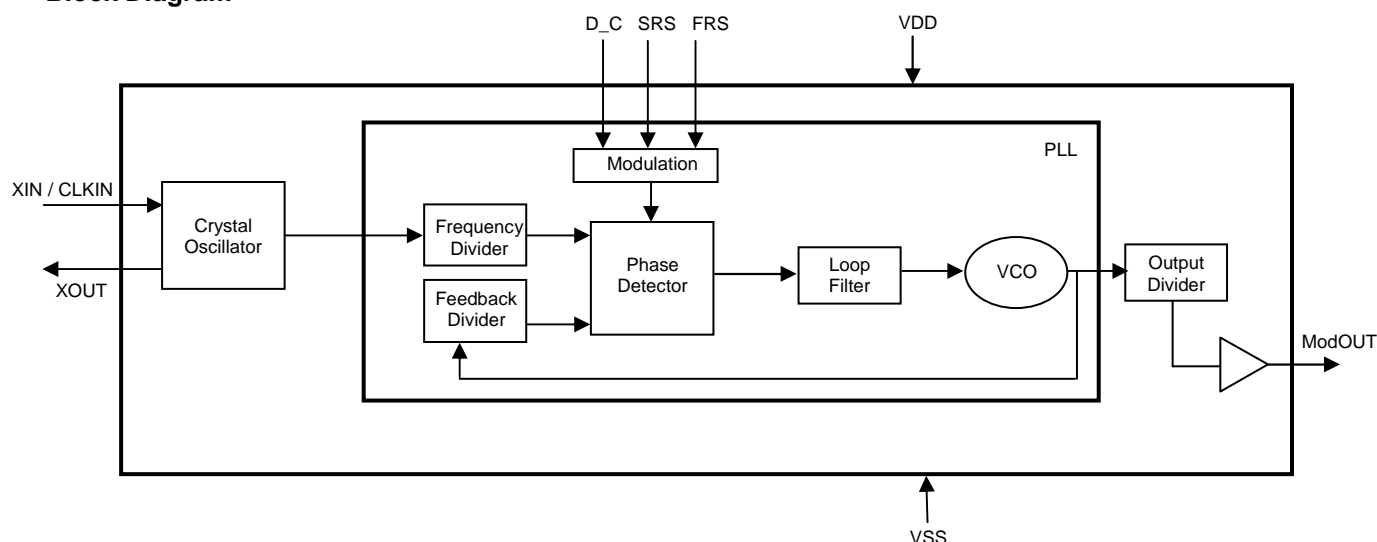 Block Diagram
D_C SRS FRS
VDD
PLL
Modulation
XIN / CLKIN
Crystal
Oscillator
XOUT
Frequency
Divider
Feedback
Divider
Phase
Detector
Loop
Filter
VCO
Output
Divider
ModOUT
VSS